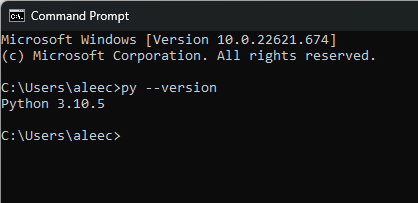 Command Prompt
Microsoft Windows [Version 10.0.22621.674]
(c) Microsoft Corporation. All rights reserved.
C:\Users\aleec>py --version
Python 3.10.5
C:\Users\aleec>